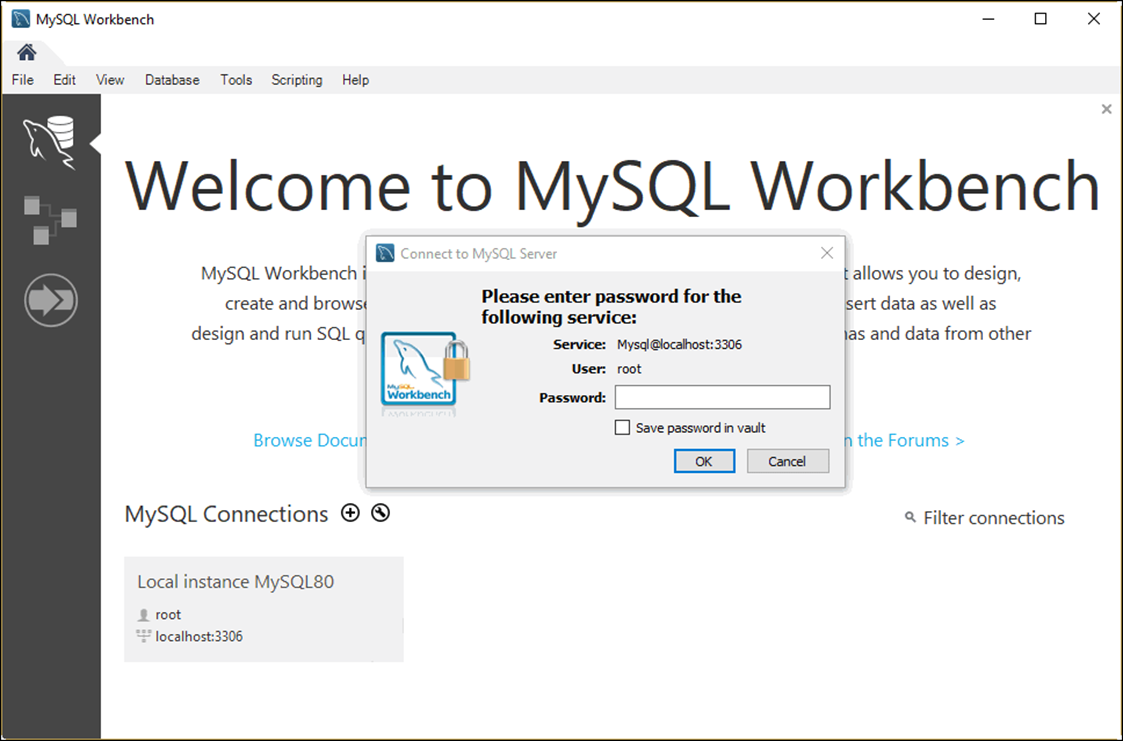 MySQL Workbench
File Edit View Database Tools Scripting Help
Welcome to MySQL Workbench
MySQL Workbench i
t allows you to design,
create and brows
sert data as well as
design and run SQL q
as and data from other
Browse Docu
the Forums >
Connect to MySQL Server
Please enter password for the
following service:
Service: Mysql@localhost:3306
User: root
Password:
Save password in vault
OK Cancel
MySQL
Workbench
MySQL Connections
Filter connections
Local instance MySQL80
root
localhost:3306